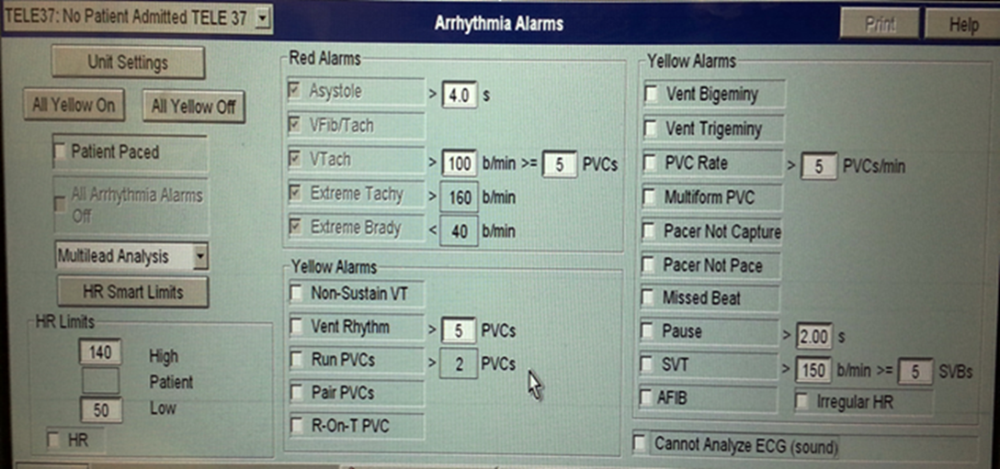 TELE37: No Patient Admitted TELE 37
Arrhythmia Alarms
Print
Help
Unit Settings
All Yellow On
All Yellow Off
Patient Paced
All Arrhythmia Alarms
Off
Multilead Analysis
HR Smart Limits
HR Limits
140 High
Patient
50 Low
HR
Red Alarms
Asystole > 4.0 s
VFib/Tach
VTach > 100 b/min >= 5 PVCs
Extreme Tachy > 160 b/min
Extreme Brady < 40 b/min
Yellow Alarms
Non-Sustain VT
Vent Rhythm > 5 PVCs
Run PVCs > 2 PVCs
Pair PVCs
R-On-T PVC
Yellow Alarms
Vent Bigeminy
Vent Trigeminy
PVC Rate > 5 PVCs/min
Multiform PVC
Pacer Not Capture
Pacer Not Pace
Missed Beat
Pause > 2.00 s
SVT > 150 b/min >= 5 SVBs
AFIB Irregular HR
Cannot Analyze ECG (sound)